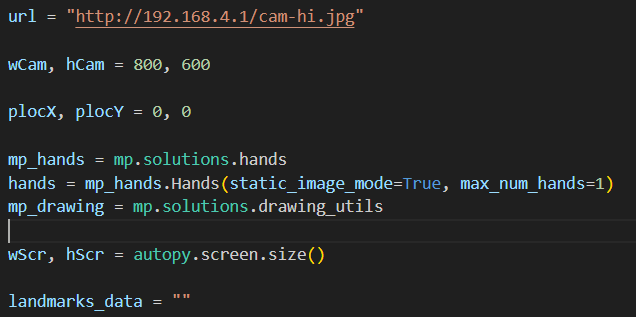 url = "http://192.168.4.1/cam-hi.jpg"
wCam, hCam = 800, 600
plocX, plocY = 0, 0
mp_hands = mp.solutions.hands
hands = mp_hands.Hands(static_image_mode=True, max_num_hands=1)
mp_drawing = mp.solutions.drawing_utils
wScr, hScr = autopy.screen.size()
landmarks_data = ""